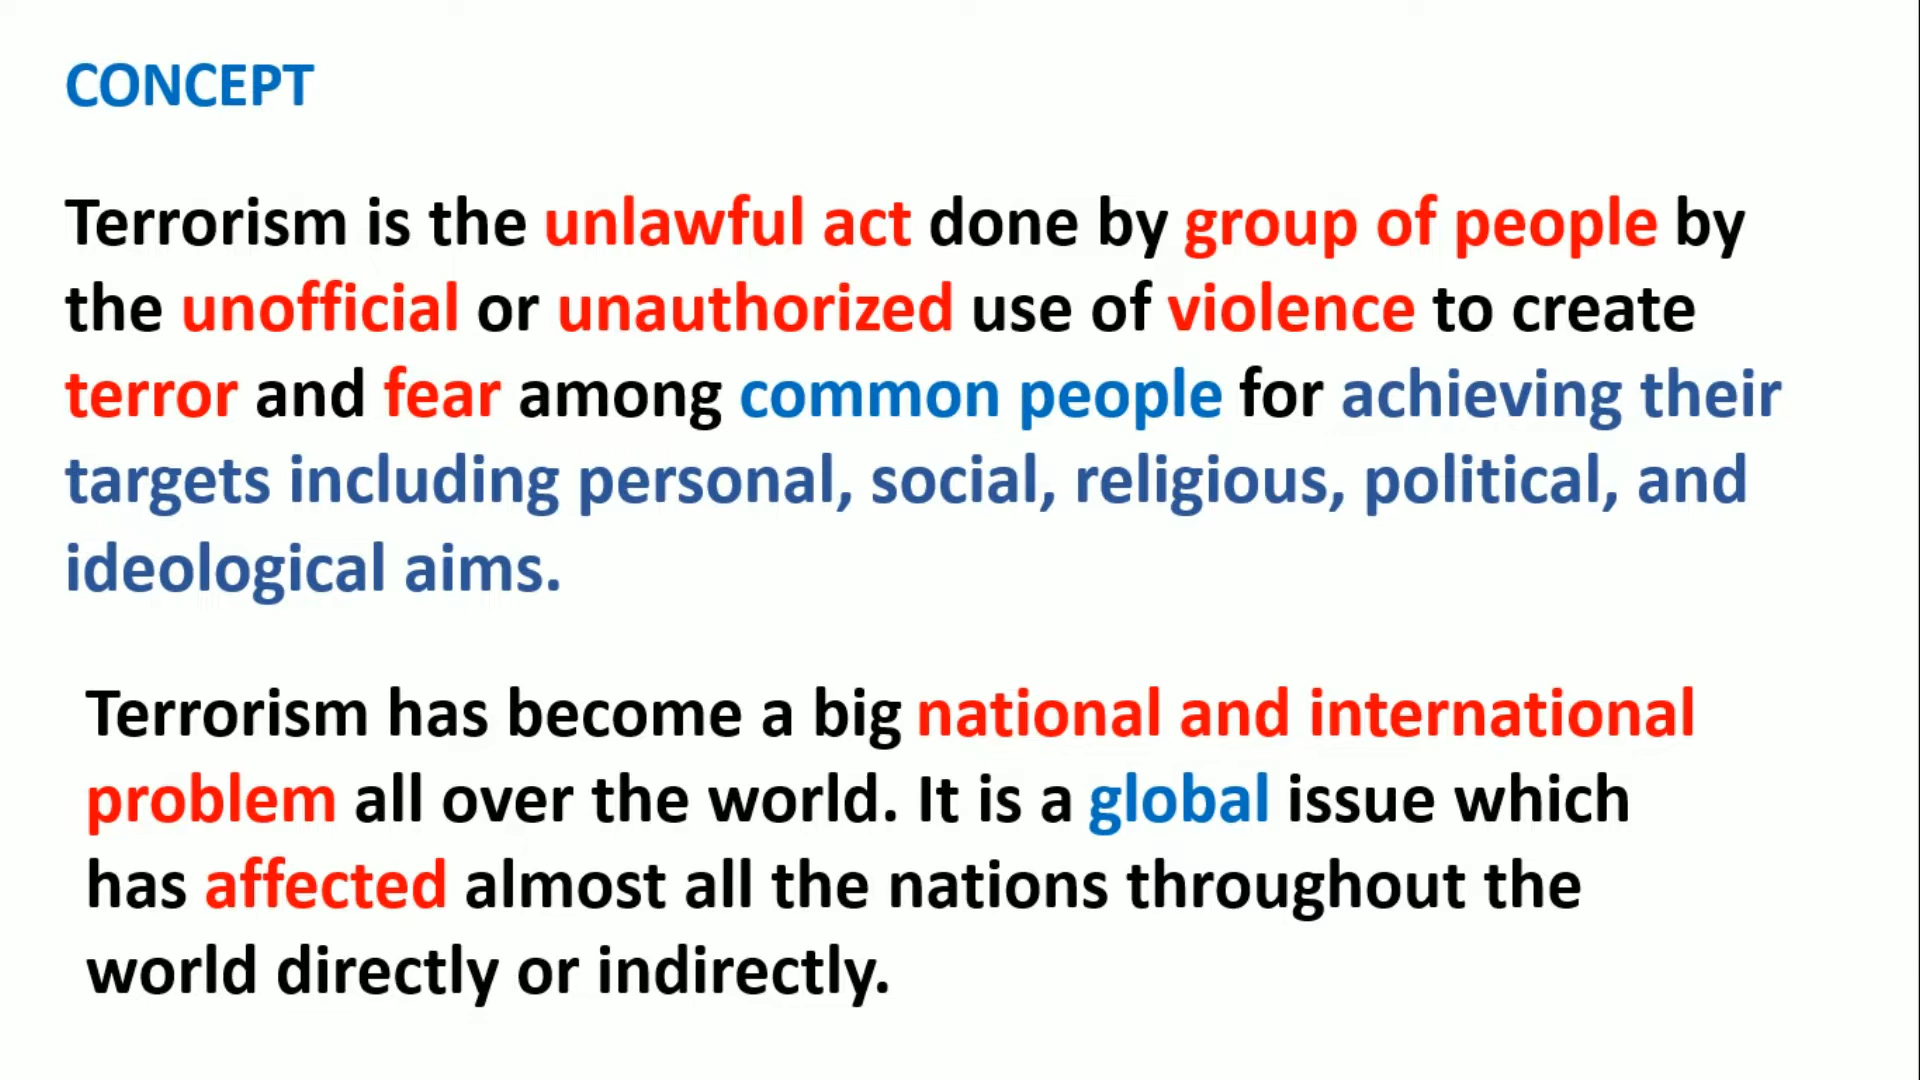 CONCEPT
Terrorism is the unlawful act done by group of people by
the unofficial or unauthorized use of violence to create
terror and fear among common people for achieving their
targets including personal, social, religious, political, and
ideological aims.
Terrorism has become a big national and international
problem all over the world. It is a global issue which
has affected almost all the nations throughout the
world directly or indirectly.